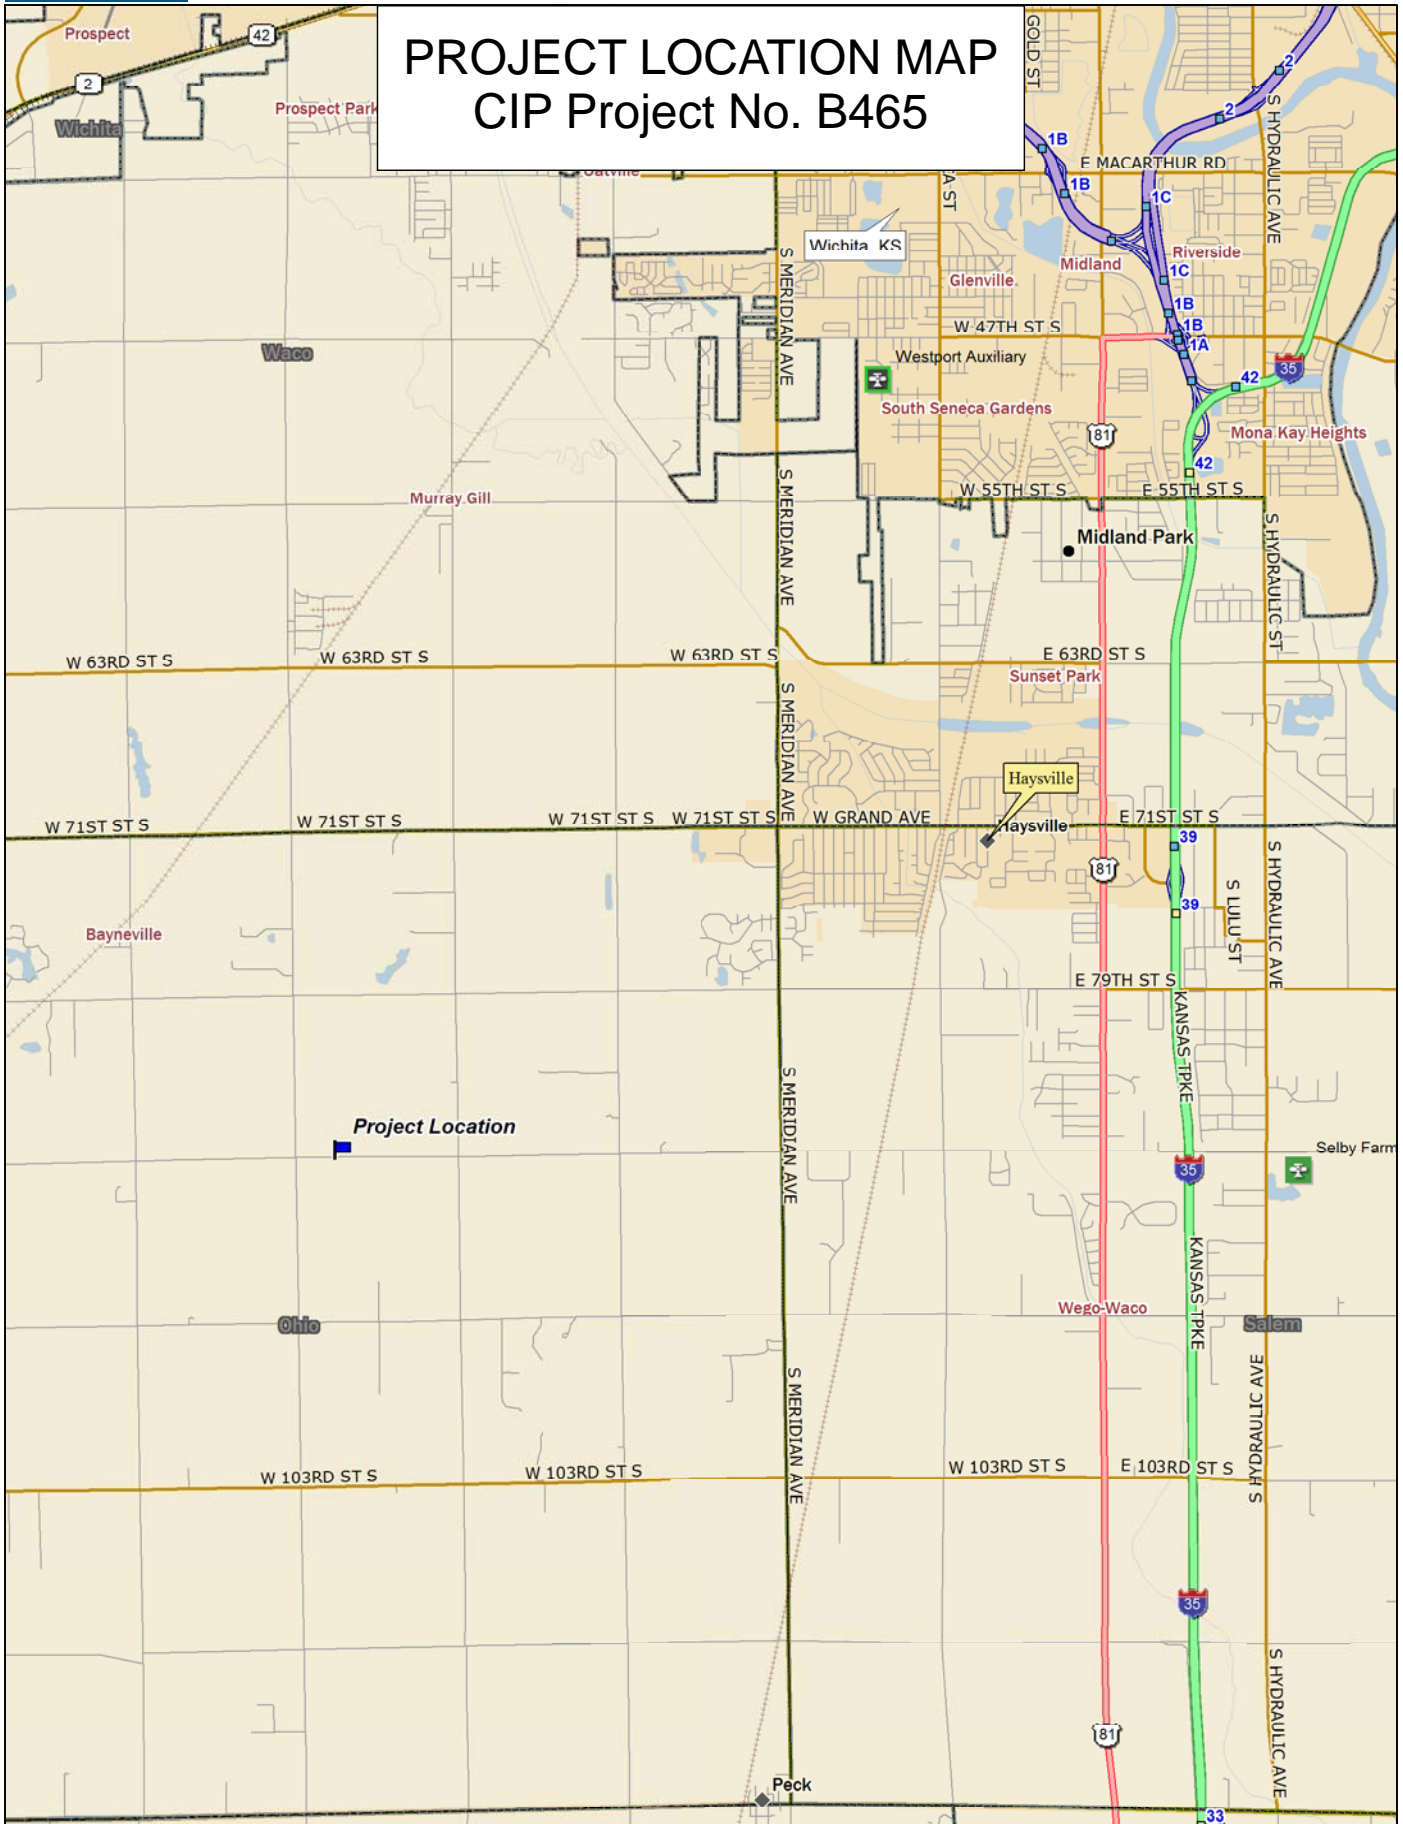 PROJECT LOCATION MAP
CIP Project No. B465
Prospect
42
2
Wichita
Prospect Park
Oatville
GOLD ST
A ST
2
2
S HYDRAULIC AVE
E MACARTHUR RD
1B
1B
1C
Riverside
Midland
1C
1B
1B
1A
Wichita, KS
Glenville
S MERIDIAN AVE
W 47TH ST S
Waco
Westport Auxiliary
South Seneca Gardens
35
42
81
Mona Kay Heights
42
Murray Gill
S MERIDIAN AVE
W 55TH ST S
E 55TH ST S
Midland Park
S HYDRAULIC ST
W 63RD ST S
W 63RD ST S
W 63RD ST S
E 63RD ST S
Sunset Park
S MERIDIAN AVE
Haysville
W 71ST ST S
W 71ST ST S
W 71ST ST S
W 71ST ST S
W GRAND AVE
Haysville
E 71ST ST S
39
81
39
S LULU ST
S HYDRAULIC AVE
Bayneville
E 79TH ST S
KANSAS TPKE
S MERIDIAN AVE
Project Location
35
Selby Farm
KANSAS TPKE
Wego-Waco
Ohio
Salem
S MERIDIAN AVE
S HYDRAULIC AVE
W 103RD ST S
W 103RD ST S
W 103RD ST S
E 103RD ST S
35
S HYDRAULIC AVE
81
Peck
33